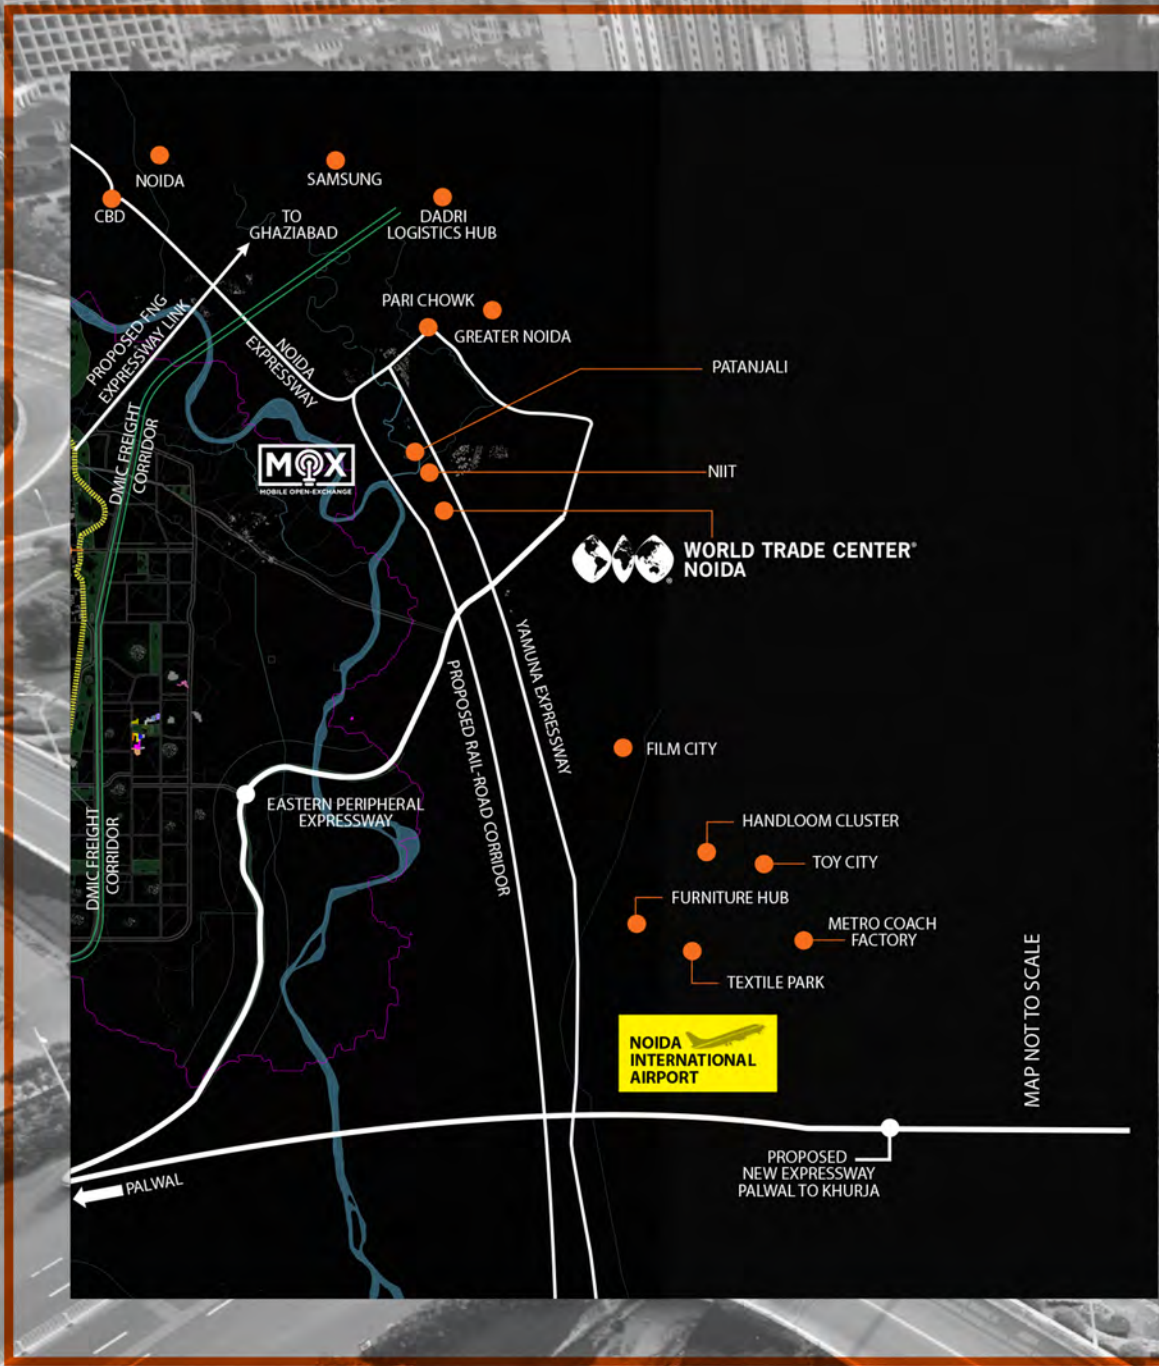 NOIDA
SAMSUNG
CBD
TO
GHAZIABAD
DADRI
LOGISTICS HUB
PROPOSED FNG
EXPRESSWAY LINK
NOIDA
EXPRESSWAY
PARI CHOWK
GREATER NOIDA
PATANJALI
DMIC FREIGHT
CORRIDOR
MOX
MOBILE OPEN-EXCHANGE
NIIT
WORLD TRADE CENTER®
NOIDA
PROPOSED RAIL-ROAD CORRIDOR
YAMUNA EXPRESSWAY
FILM CITY
EASTERN PERIPHERAL
EXPRESSWAY
HANDLOOM CLUSTER
TOY CITY
DMIC FREIGHT
CORRIDOR
FURNITURE HUB
METRO COACH
FACTORY
TEXTILE PARK
NOIDA
INTERNATIONAL
AIRPORT
MAP NOT TO SCALE
PROPOSED
NEW EXPRESSWAY
PALWAL TO KHURJA
PALWAL